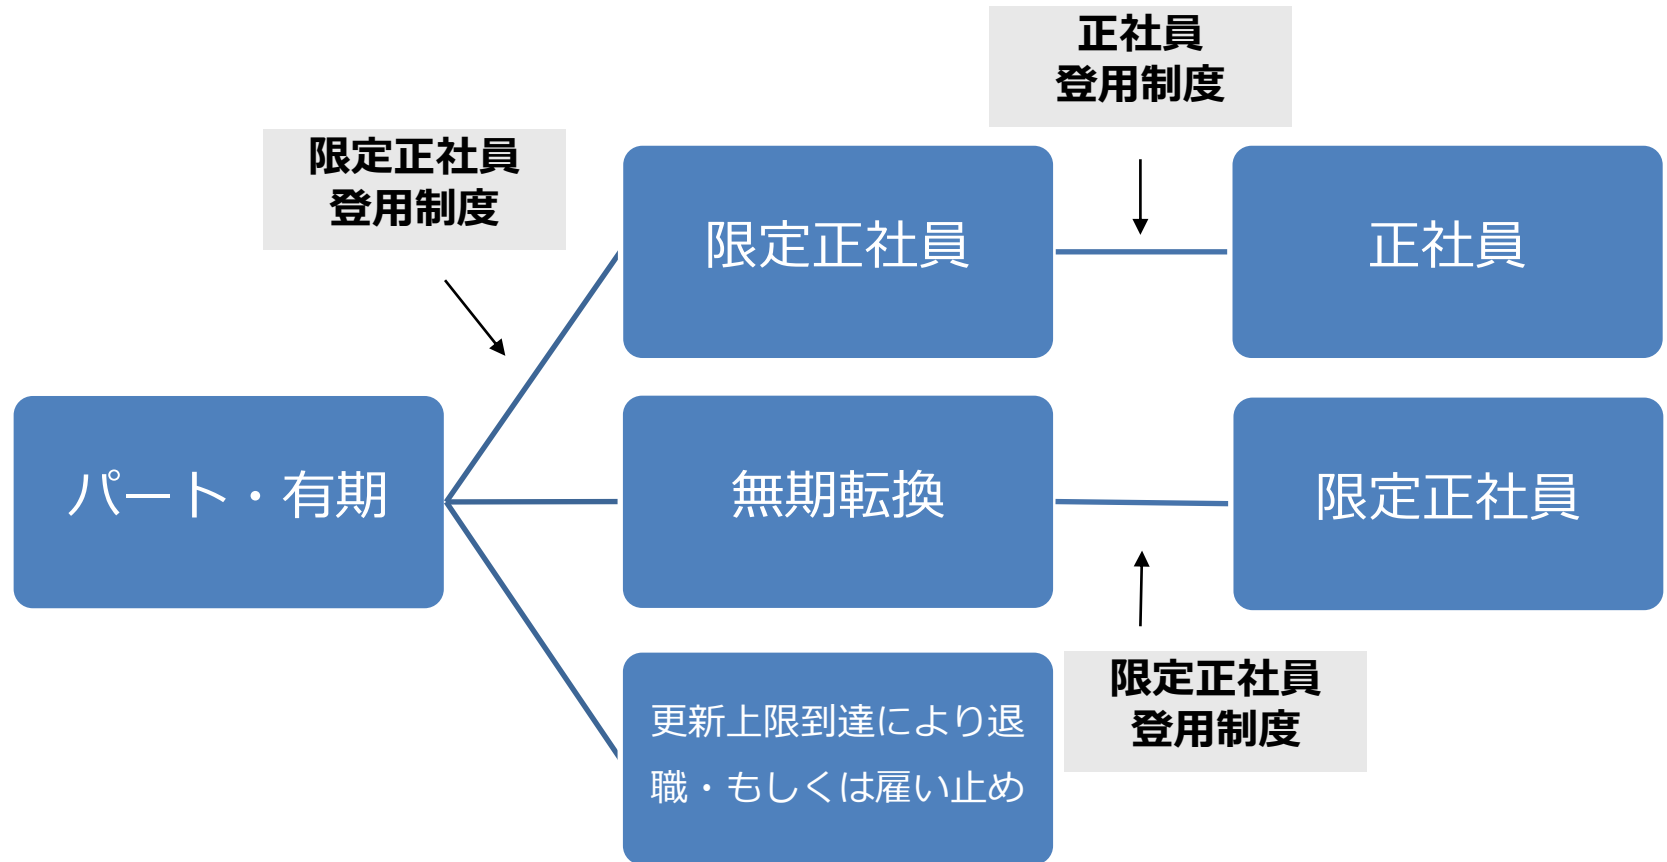 正社員
登用制度
限定正社員
登用制度
限定正社員
正社員
パート・有期
無期転換
限定正社員
限定正社員
登用制度
更新上限到達により退
職・もしくは雇い止め